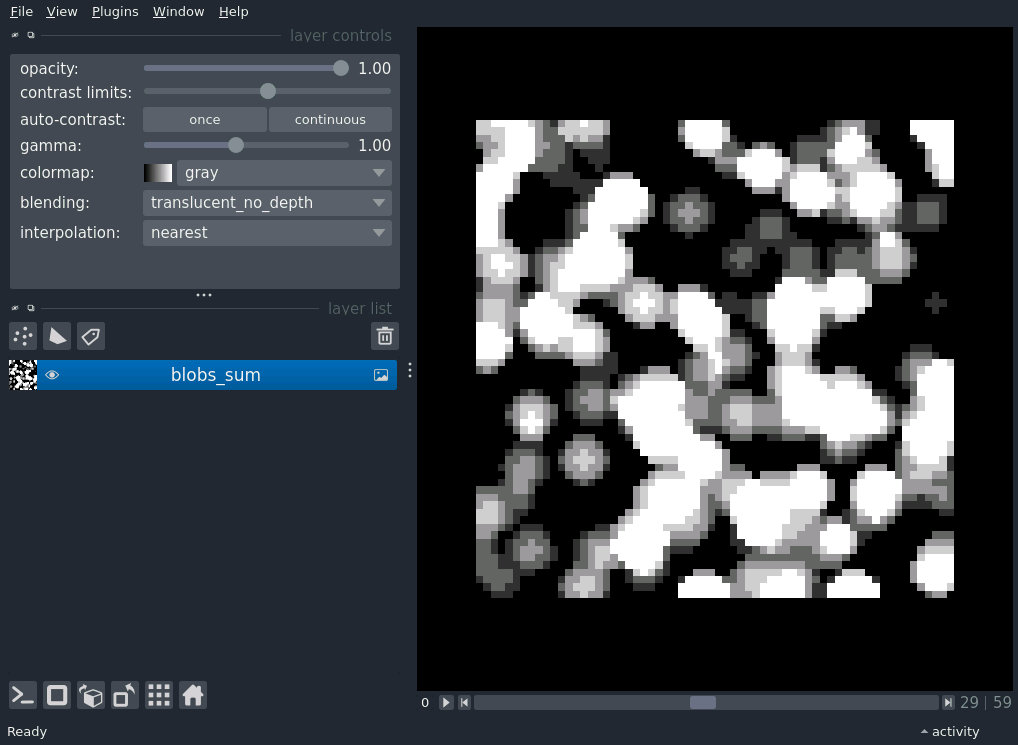 File View Plugins Window Help
layer controls
opacity: 1.00
contrast limits:
auto-contrast: once continuous
gamma: 1.00
colormap: gray
blending: translucent_no_depth
interpolation: nearest
layer list
blobs_sum
0 29 | 59
Ready activity